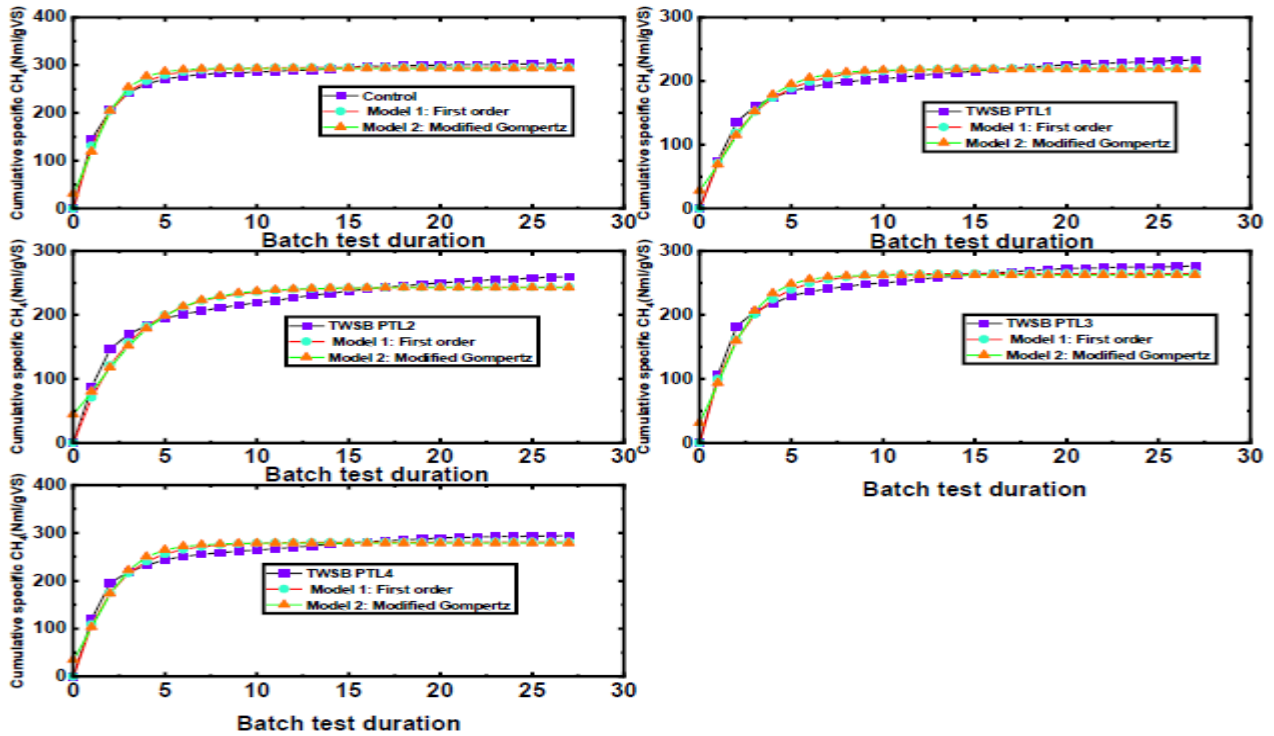 Cumulative specific CH4(Nml/gVS)
400
300
200
100
0
0 5 10 15 20 25 30
Control
Model 1: First order
Model 2: Modified Gompertz
Batch test duration
Cumulative specific CH4(Nml/gVS)
300
200
100
0
0 5 10 15 20 25 30
TWSB PTL1
Model 1: First order
Model 2: Modified Gompertz
Batch test duration
Cumulative specific CH4(Nml/gVS)
300
200
100
0
0 5 10 15 20 25 30
TWSB PTL2
Model 1: First order
Model 2: Modified Gompertz
Batch test duration
Cumulative specific CH4(Nml/gVS)
300
200
100
0
0 5 10 15 20 25 30
TWSB PTL3
Model 1: First order
Model 2: Modified Gompertz
Batch test duration
Cumulative specific CH4(Nml/gVS)
400
300
200
100
0
0 5 10 15 20 25 30
TWSB PTL4
Model 1: First order
Model 2: Modified Gompertz
Batch test duration